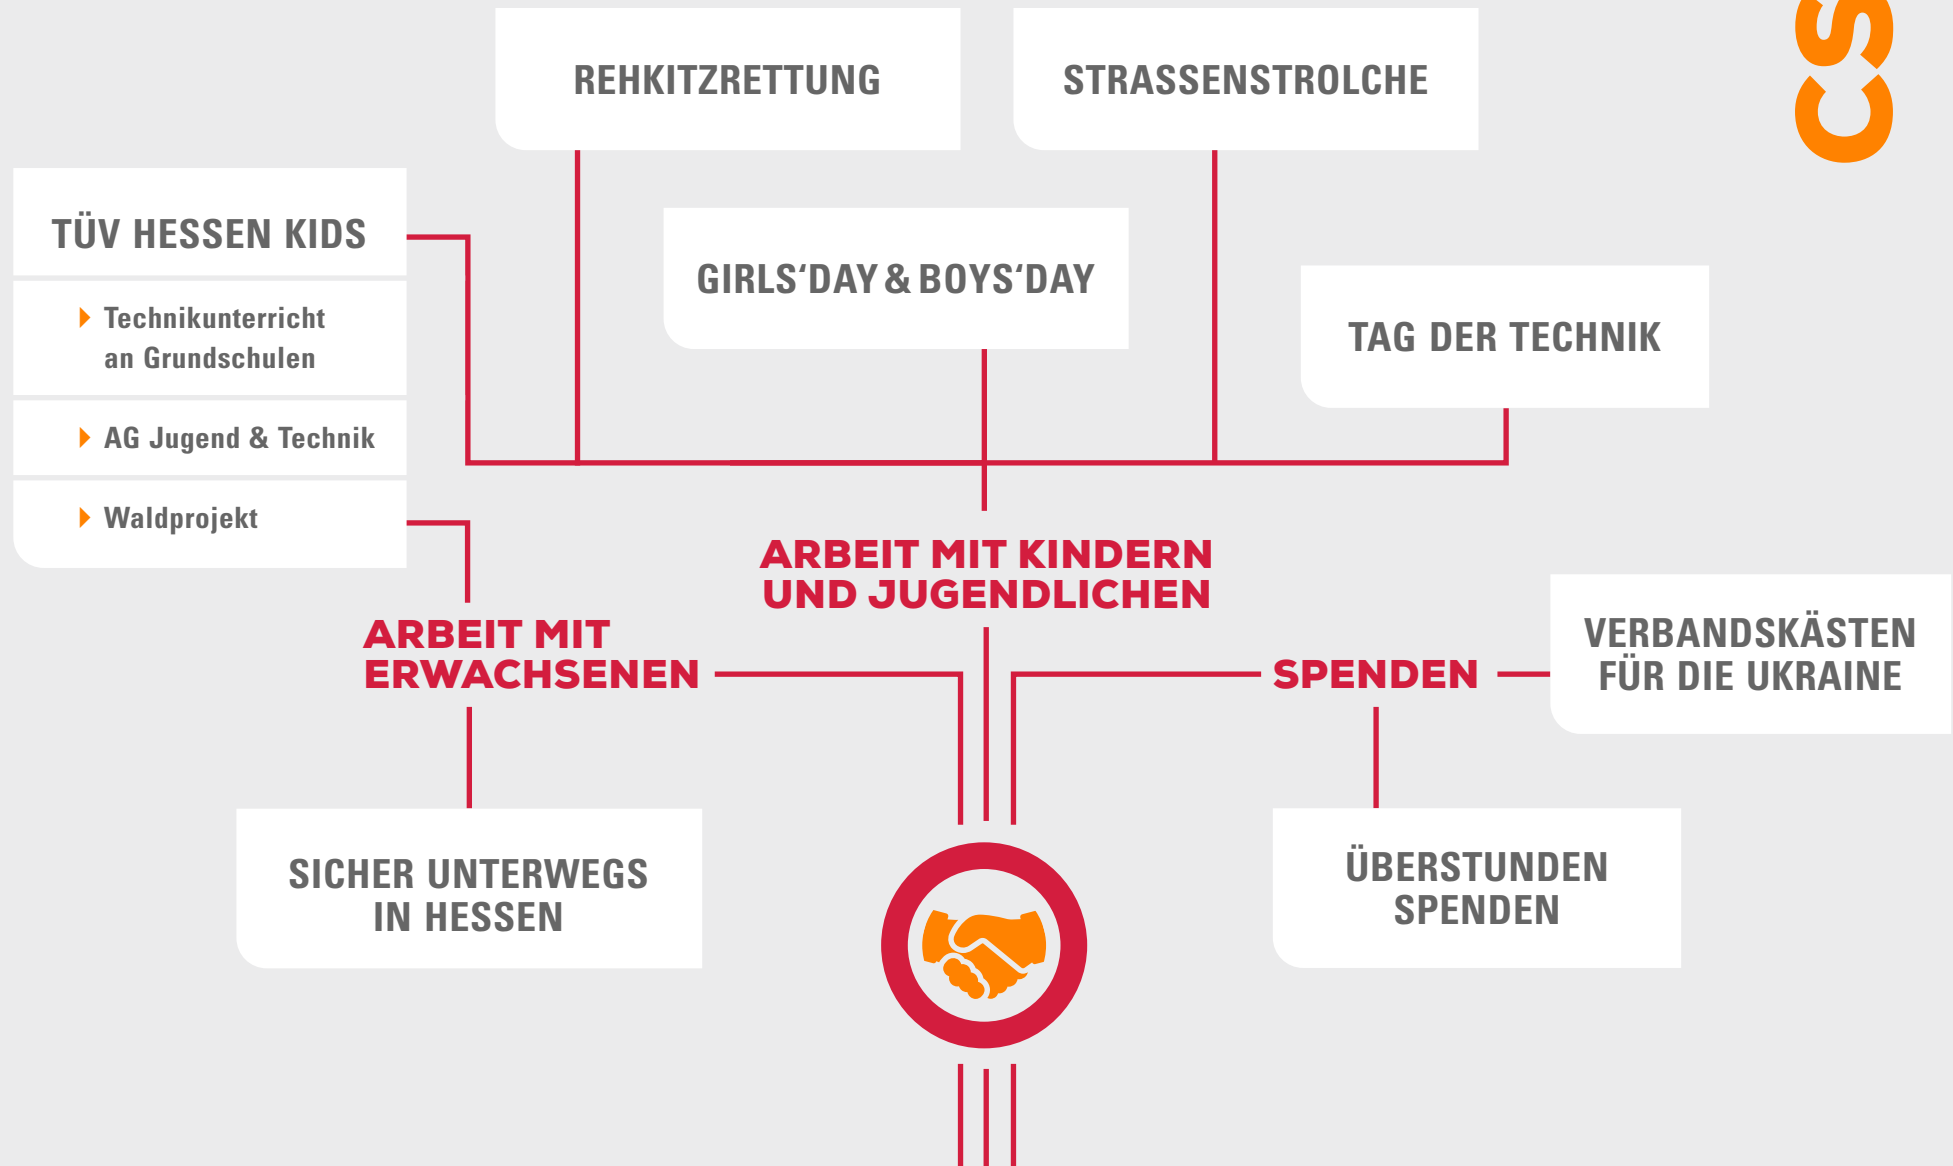 REHKITZRETTUNG
STRASSENSTROLCHE
CS
TÜV HESSEN KIDS
Technikunterricht
an Grundschulen
AG Jugend & Technik
Waldprojekt
GIRLS‘DAY & BOYS‘DAY
TAG DER TECHNIK
ARBEIT MIT KINDERN
UND JUGENDLICHEN
ARBEIT MIT
ERWACHSENEN
SPENDEN
VERBANDSKÄSTEN
FÜR DIE UKRAINE
SICHER UNTERWEGS
IN HESSEN
ÜBERSTUNDEN
SPENDEN